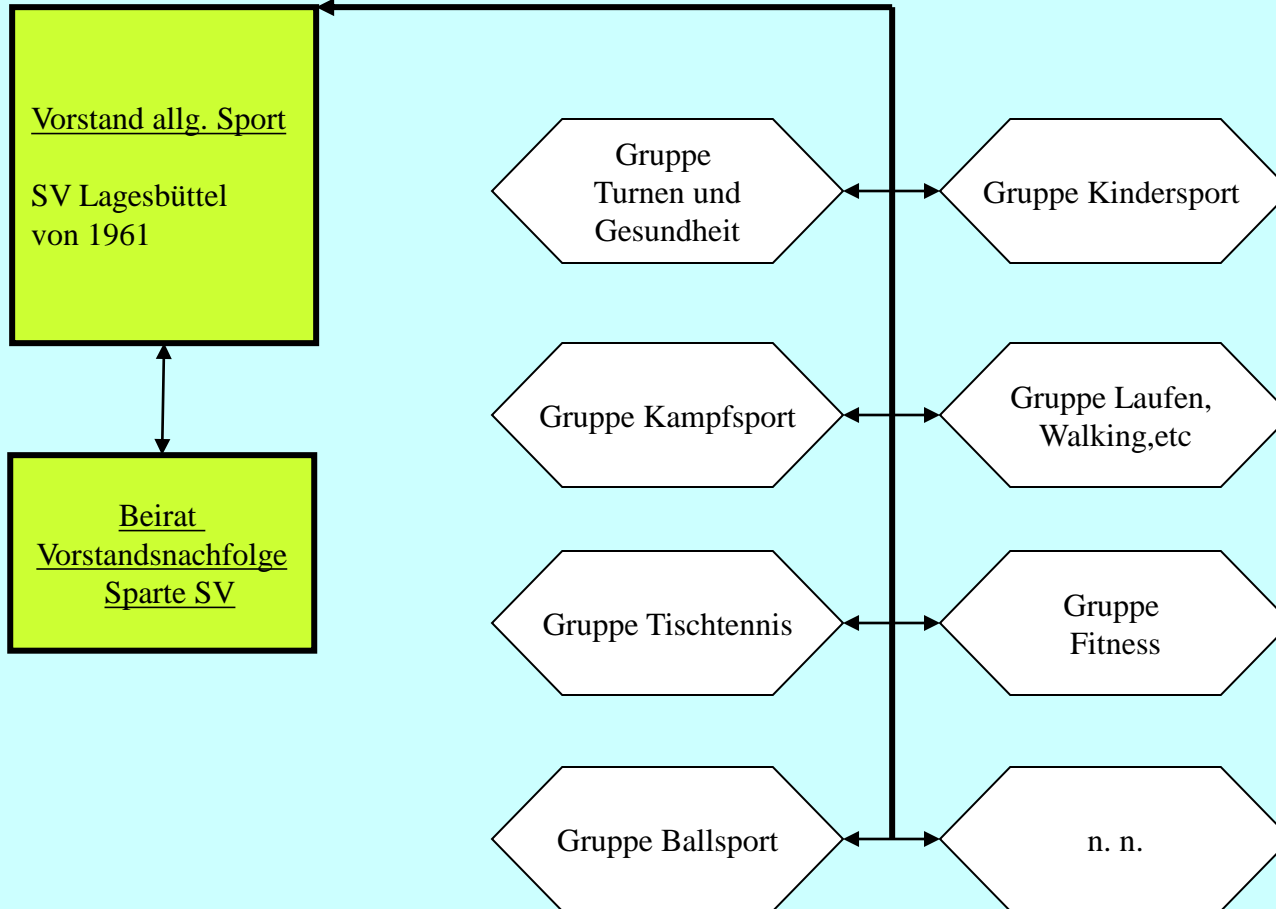 Vorstand allg. Sport
SV Lagesbüttel
von 1961
Beirat
Vorstandsnachfolge
Sparte SV
Gruppe
Turnen und
Gesundheit
Gruppe Kindersport
Gruppe Kampfsport
Gruppe Laufen,
Walking,etc
Gruppe Tischtennis
Gruppe
Fitness
Gruppe Ballsport
n. n.